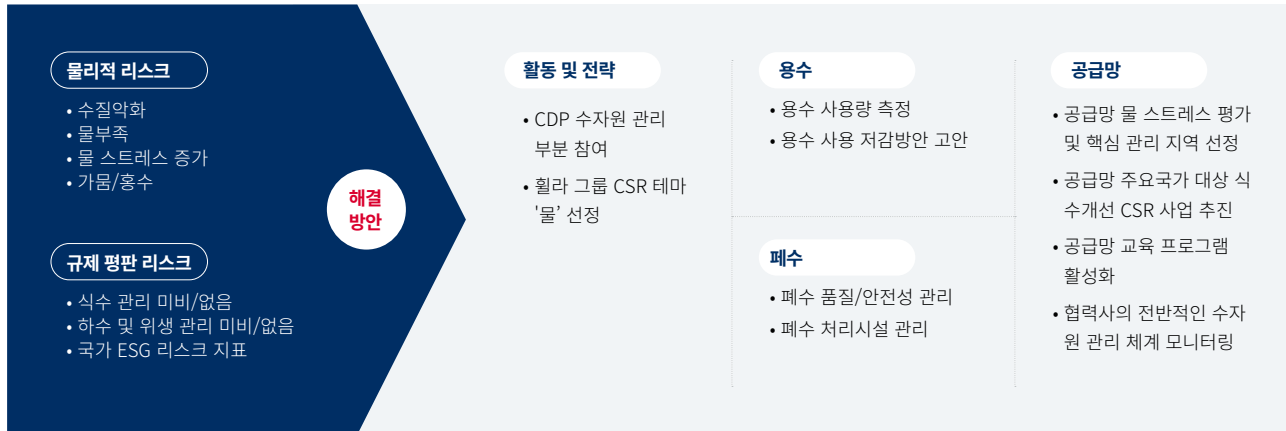 물리적 리스크
• 수질악화
• 물부족
• 물 스트레스 증가
• 가뭄/홍수
규제 평판 리스크
• 식수 관리 미비/없음
• 하수 및 위생 관리 미비/없음
• 국가 ESG 리스크 지표
해결
방안
활동 및 전략
• CDP 수자원 관리
부분 참여
• 휠라 그룹 CSR 테마
'물’ 선정
용수
• 용수 사용량 측정
• 용수 사용 저감방안 고안
폐수
• 폐수 품질/안전성 관리
• 폐수 처리시설 관리
공급망
• 공급망 물 스트레스 평가
및 핵심 관리 지역 선정
• 공급망 주요국가 대상 식
수개선 CSR 사업 추진
• 공급망 교육 프로그램
활성화
• 협력사의 전반적인 수자
원 관리 체계 모니터링